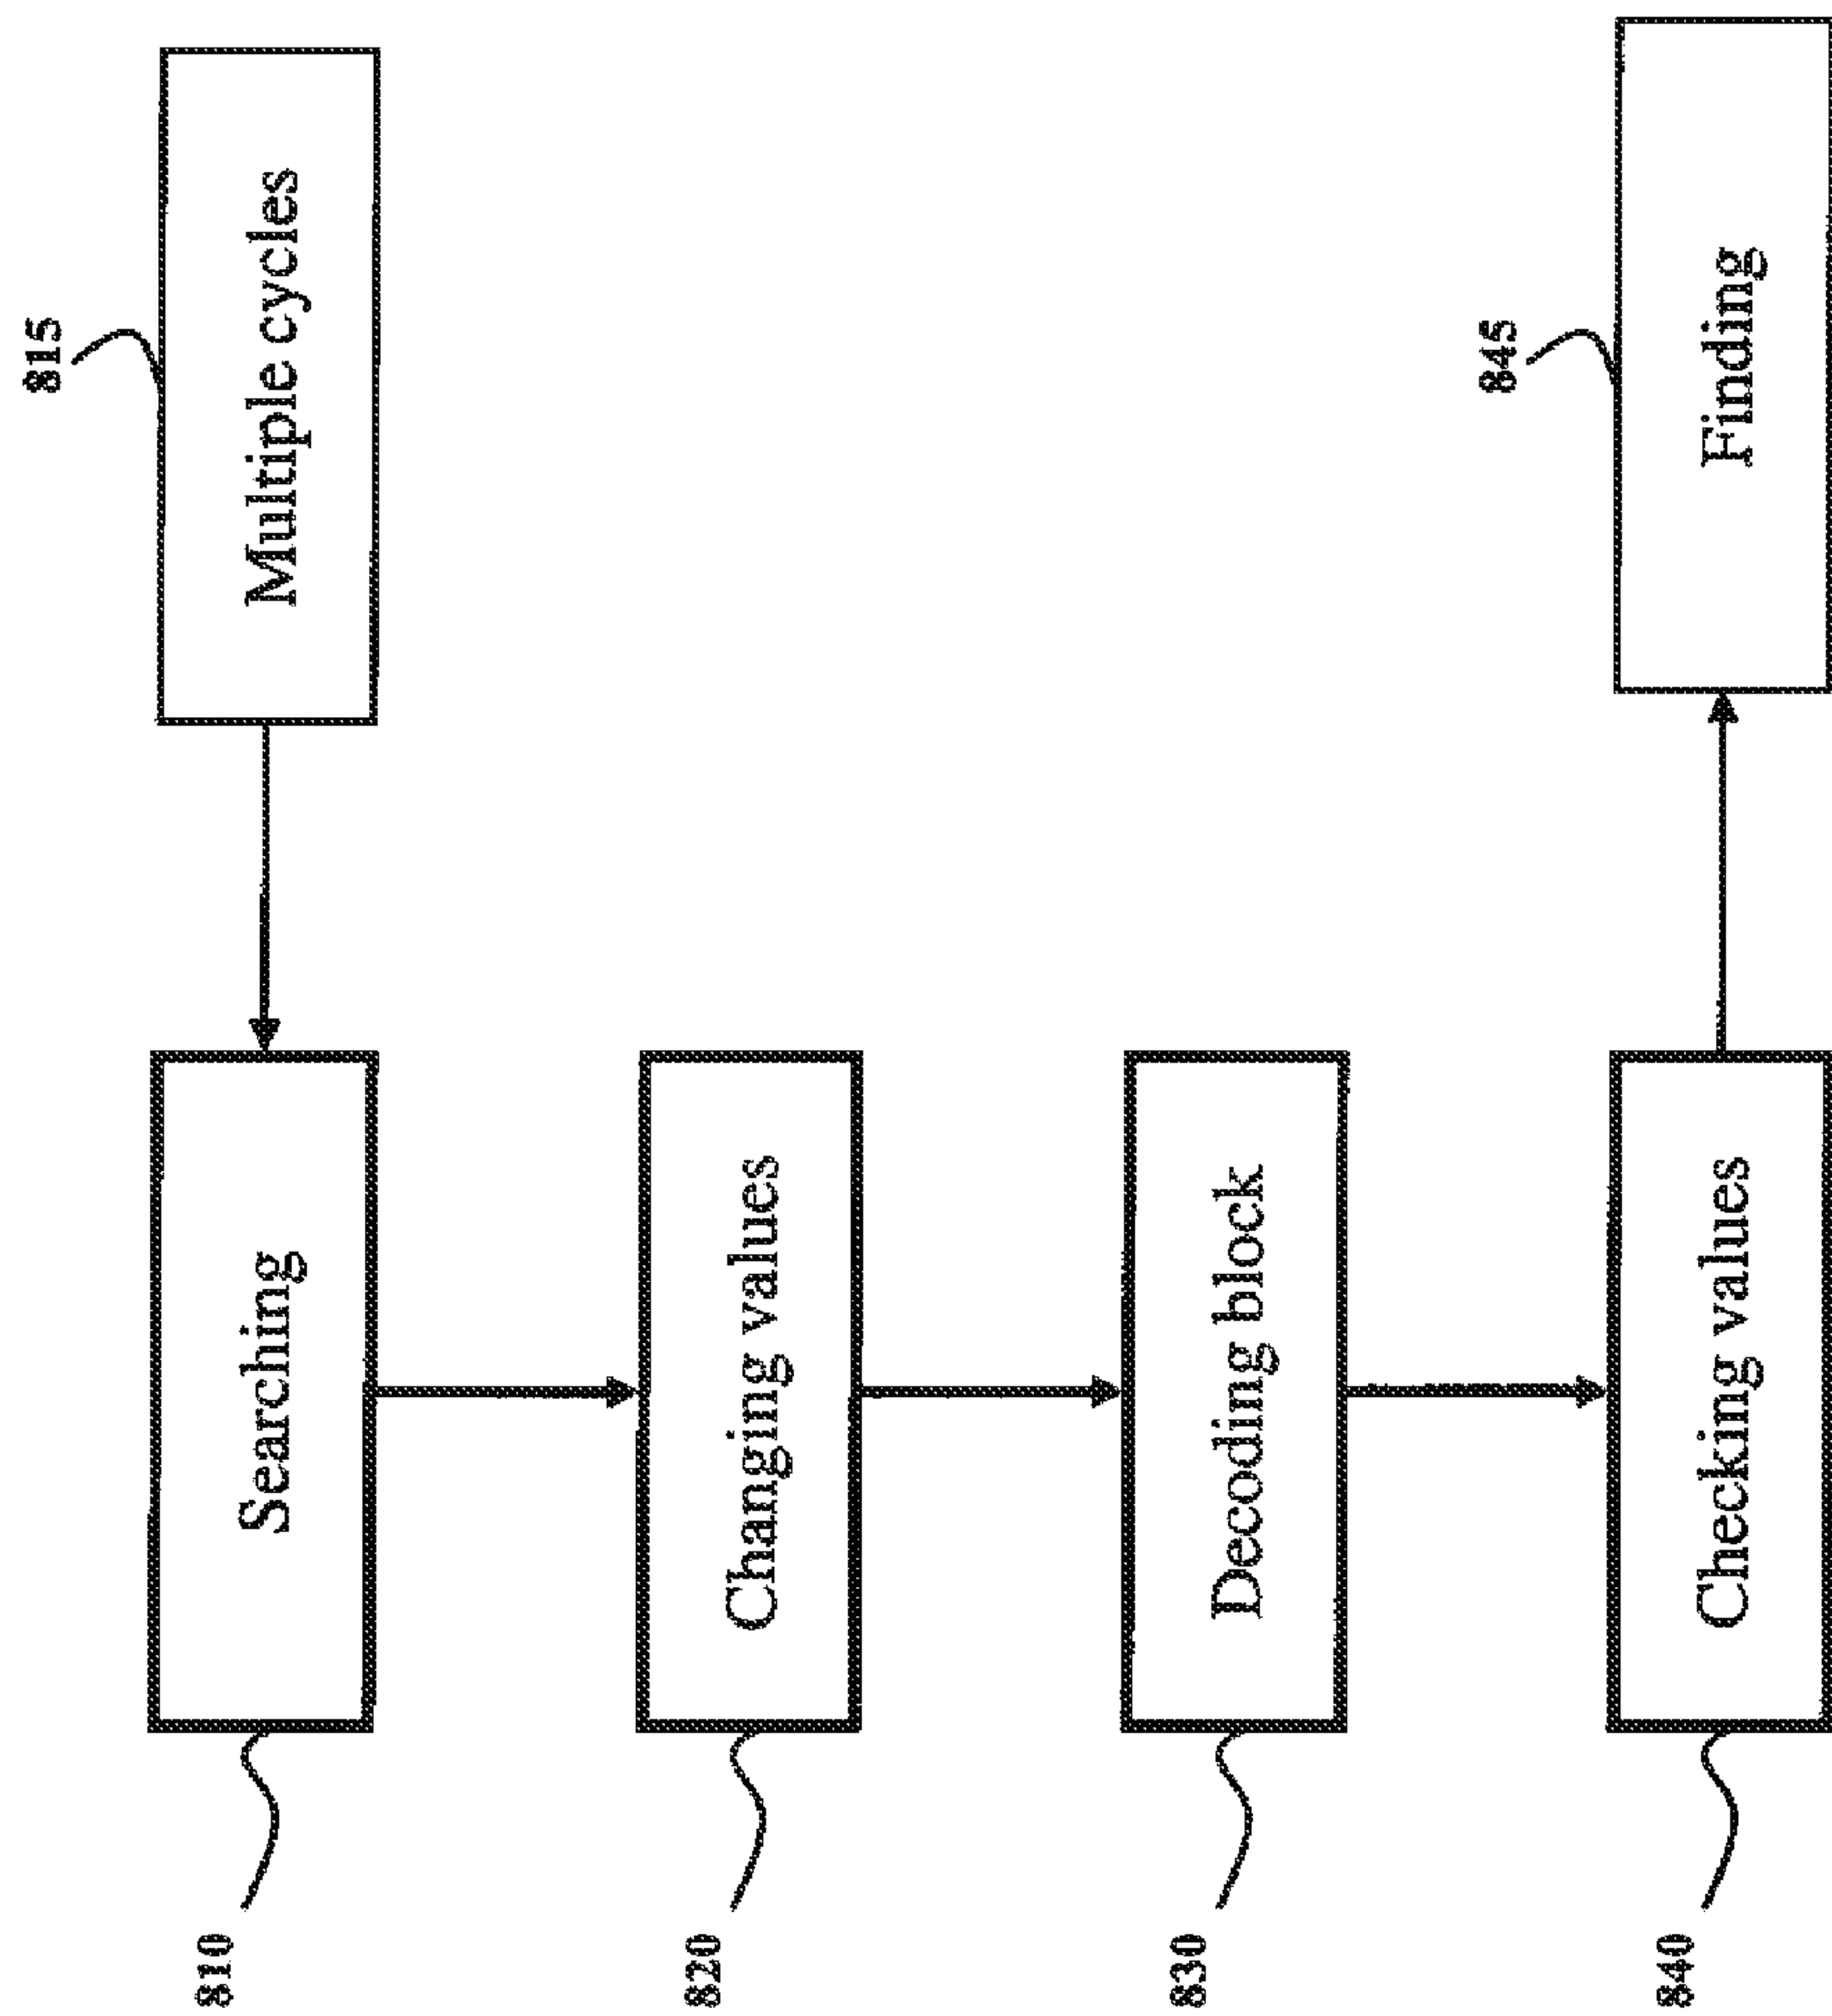 810
Searching
815
Multiple cycles
820
Changing values
830
Decoding block
840
Checking values
845
Finding